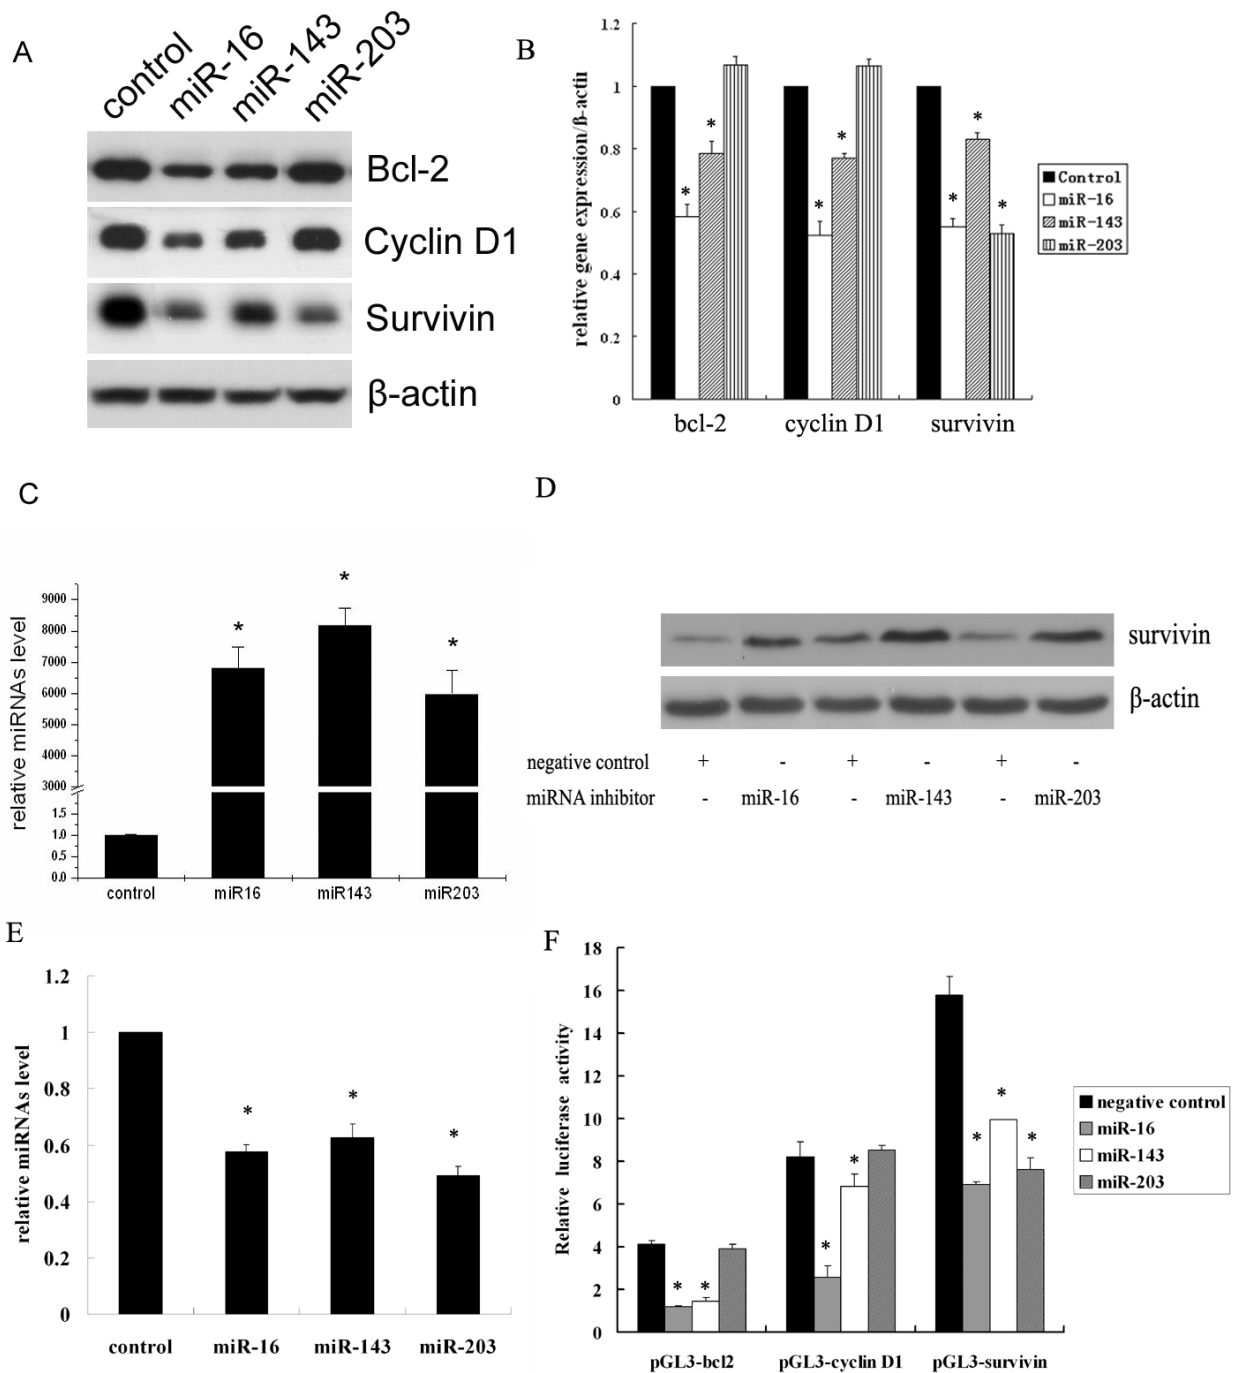 A
control miR-16 miR-143 miR-203
Bcl-2
Cyclin D1
Survivin
β-actin
B
relative gene expression/ß-actin
1.2
1
0.8
0.6
0.4
0.2
0
* * * * * * *
bcl-2 cyclin D1 survivin
Control
miR-16
miR-143
miR-203
C
relative miRNAs level
9000
8000
7000
6000
5000
4000
3000
1.5
1.0
0.5
0.0
* * *
control miR16 miR143 miR203
D
survivin
β-actin
negative control + - + - + -
miRNA inhibitor - miR-16 - miR-143 - miR-203
E
relative miRNAs level
1.2
1
0.8
0.6
0.4
0.2
0
* * *
control miR-16 miR-143 miR-203
F
Relative luciferase activity
18
16
14
12
10
8
6
4
2
0
* * * * * * *
pGL3-bcl2 pGL3-cyclin D1 pGL3-survivin
negative control
miR-16
miR-143
miR-203